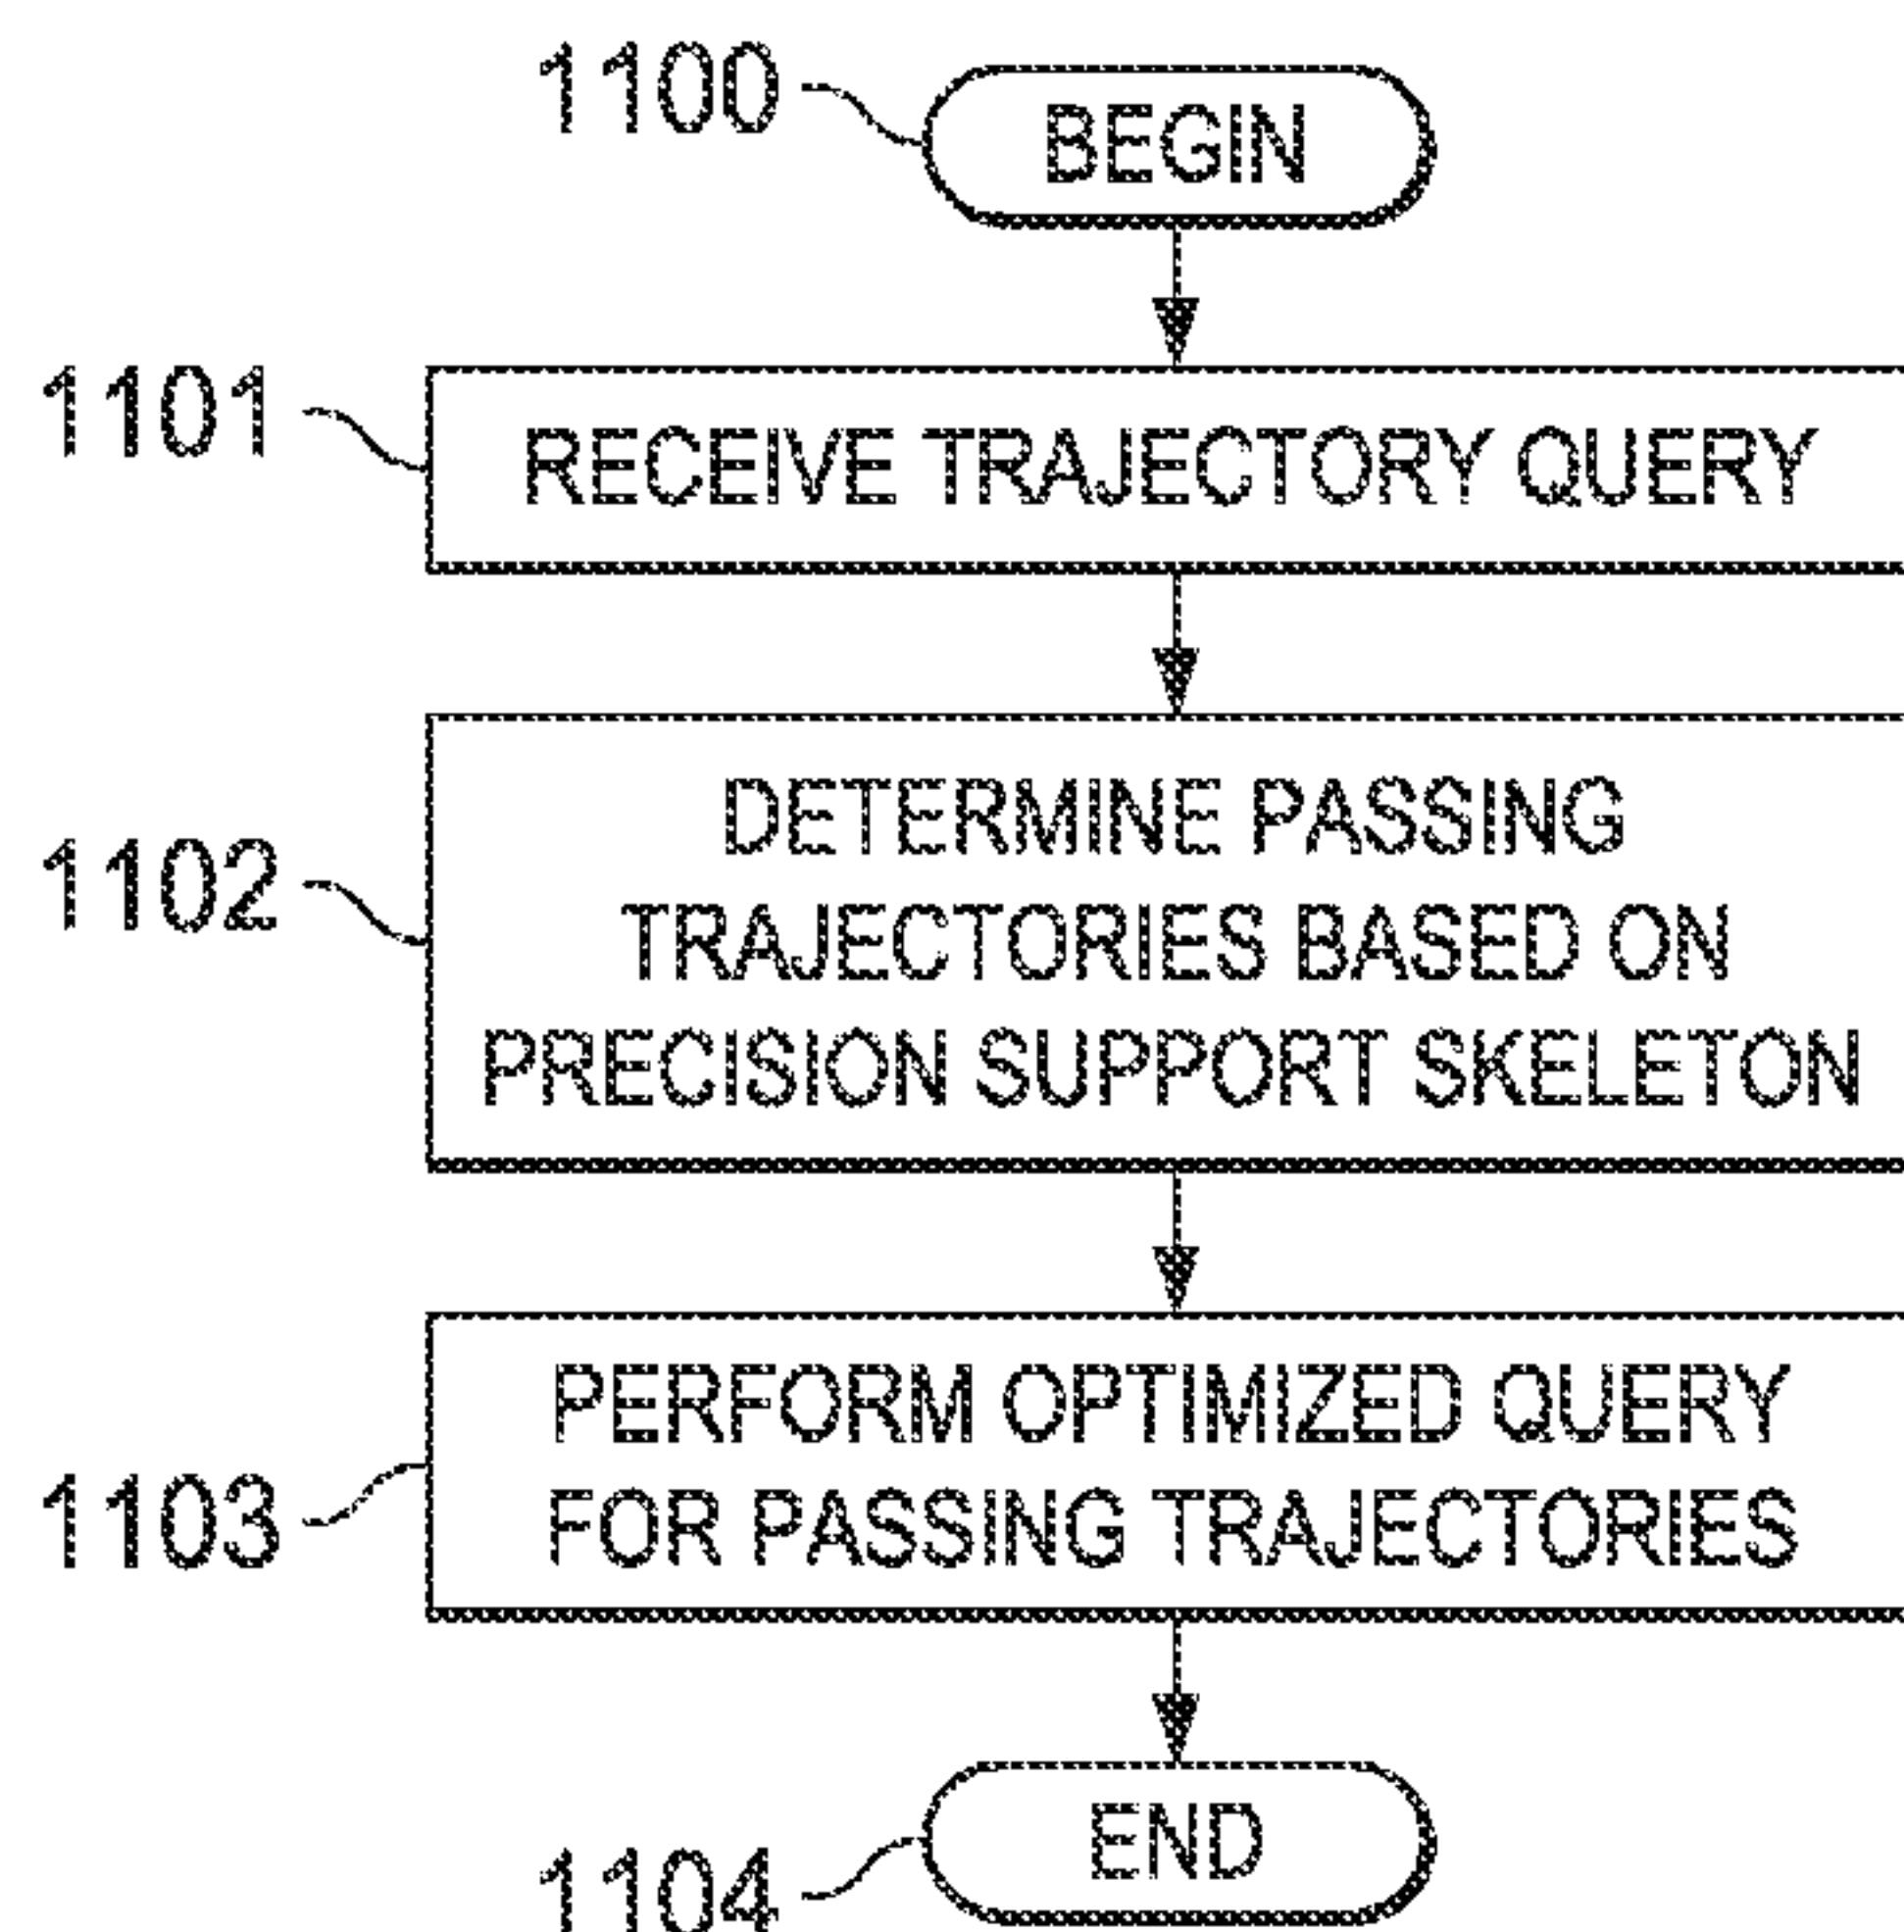 1100
BEGIN
1101
RECEIVE TRAJECTORY QUERY
1102
DETERMINE PASSING
TRAJECTORIES BASED ON
PRECISION SUPPORT SKELETON
1103
PERFORM OPTIMIZED QUERY
FOR PASSING TRAJECTORIES
1104
END